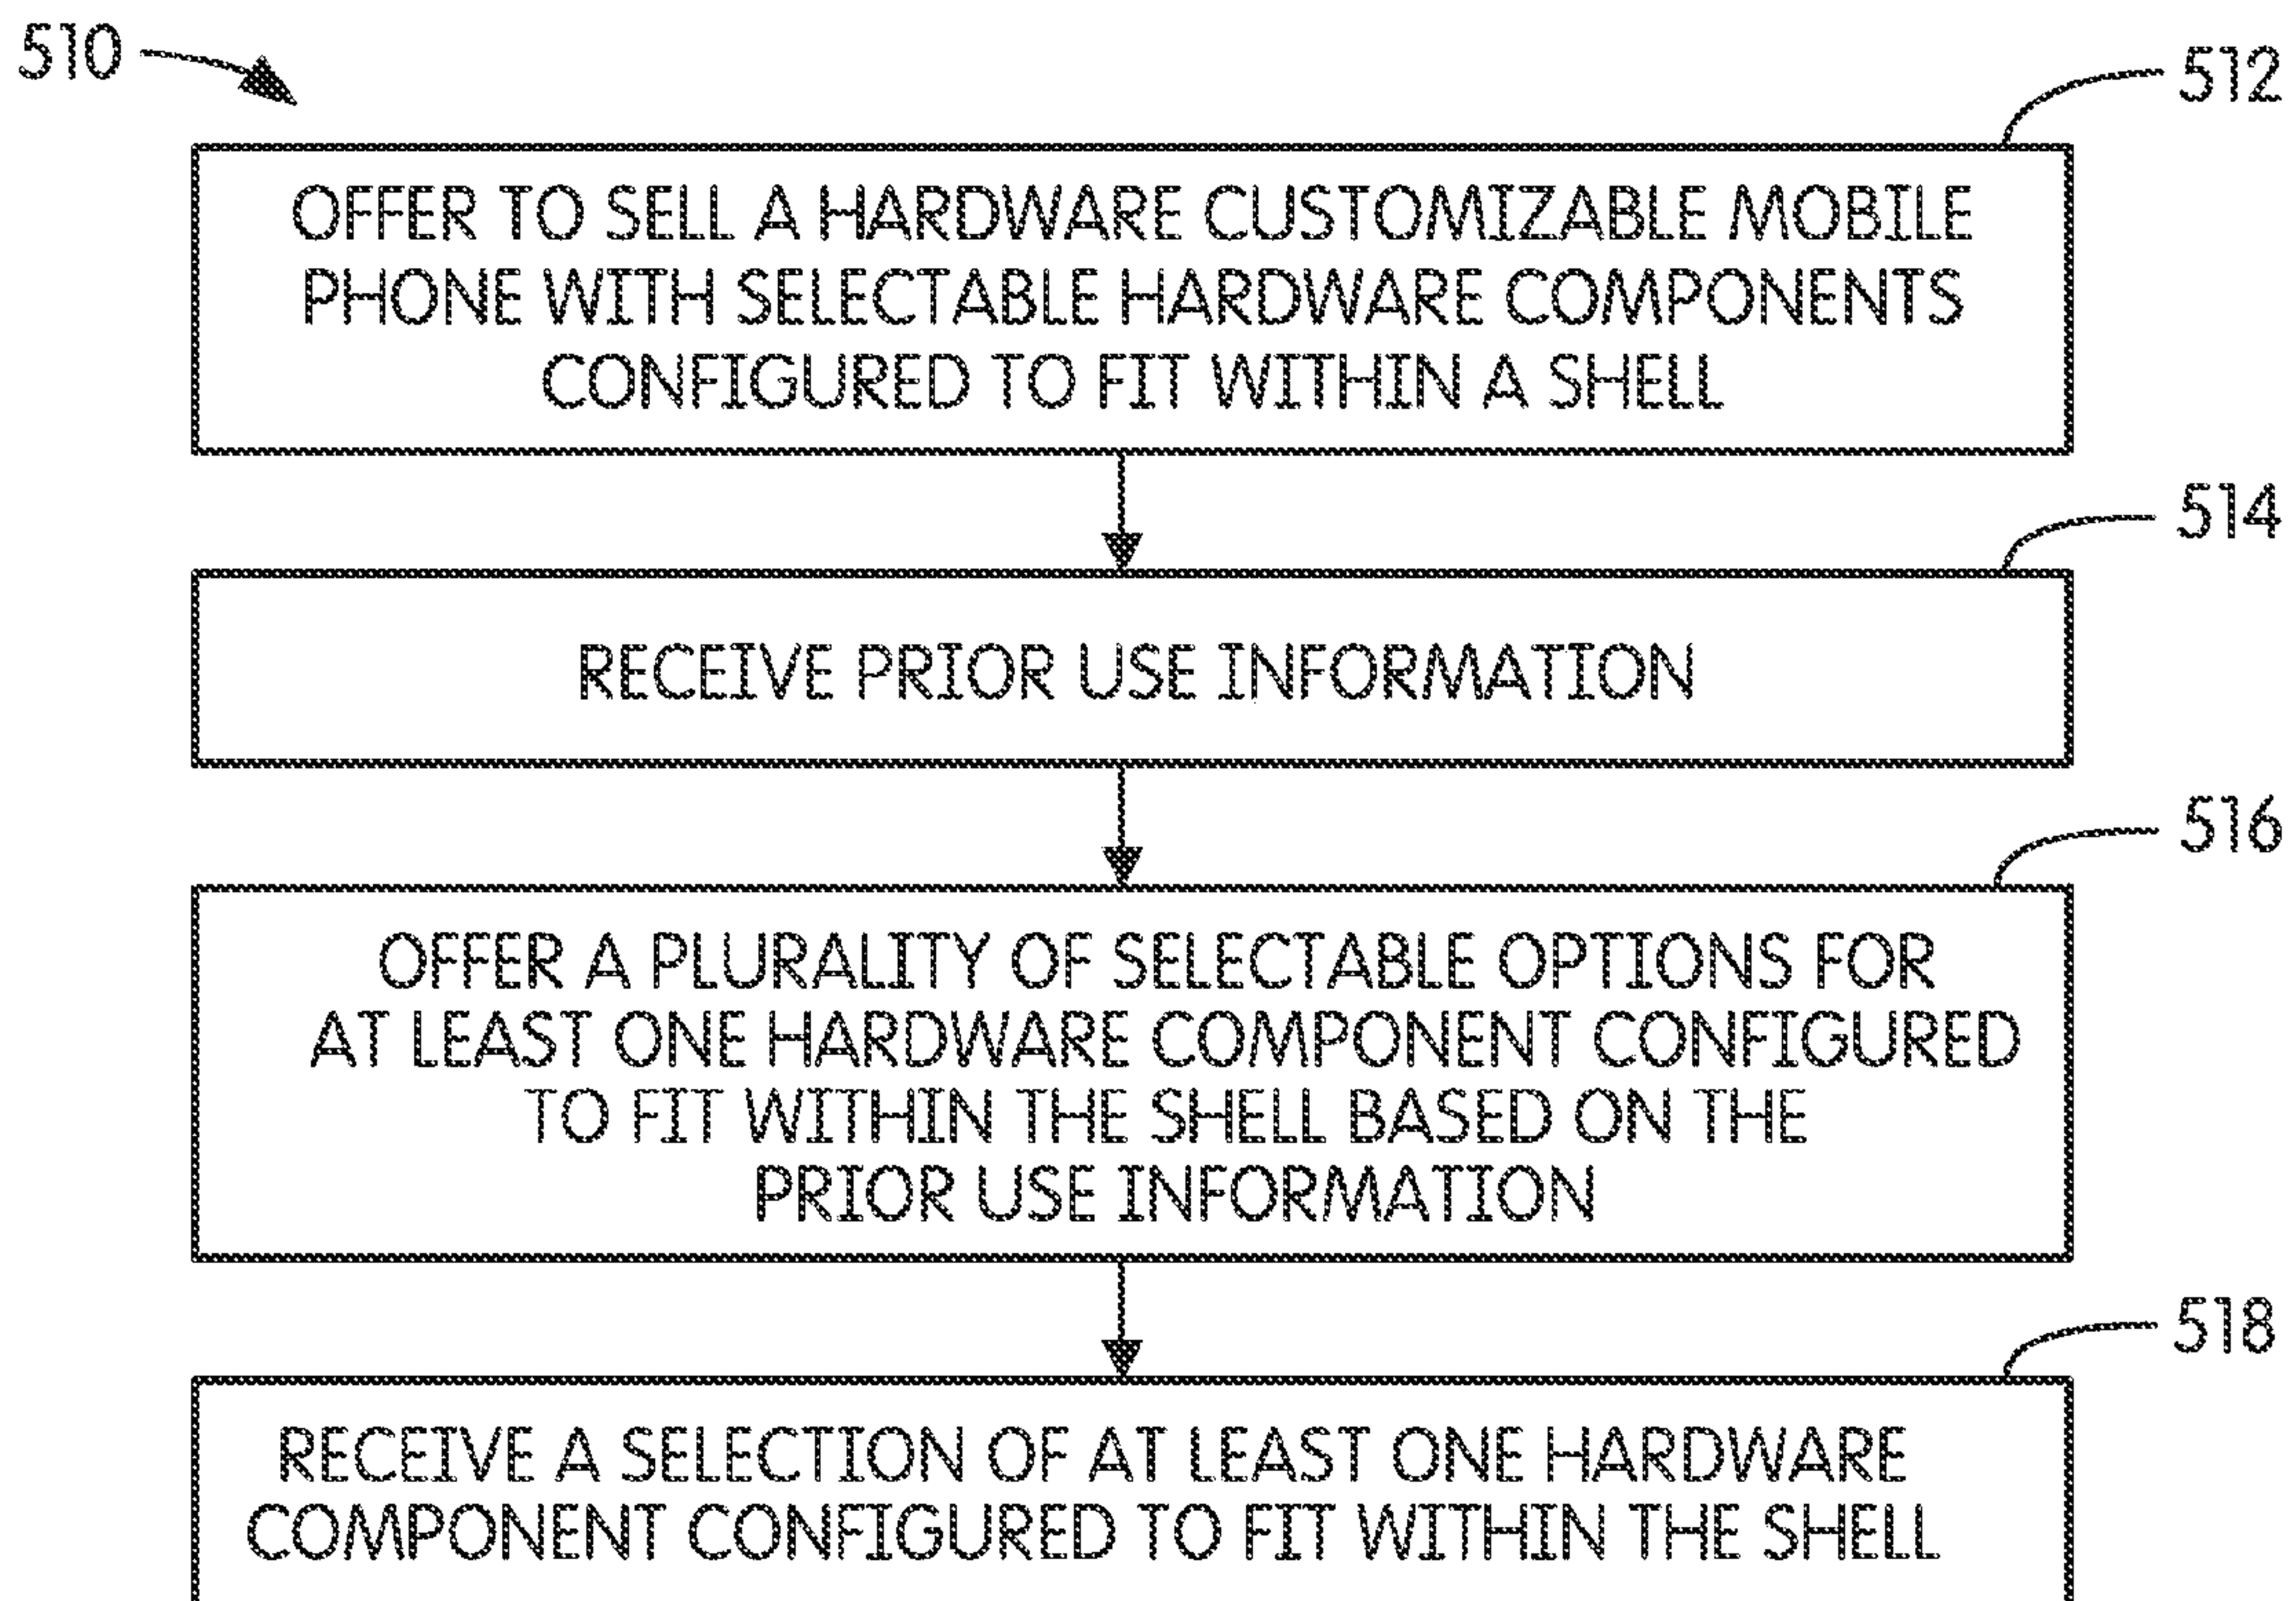 510
512
OFFER TO SELL A HARDWARE CUSTOMIZABLE MOBILE
PHONE WITH SELECTABLE HARDWARE COMPONENTS
CONFIGURED TO FIT WITHIN A SHELL
514
RECEIVE PRIOR USE INFORMATION
516
OFFER A PLURALITY OF SELECTABLE OPTIONS FOR
AT LEAST ONE HARDWARE COMPONENT CONFIGURED
TO FIT WITHIN THE SHELL BASED ON THE
PRIOR USE INFORMATION
518
RECEIVE A SELECTION OF AT LEAST ONE HARDWARE
COMPONENT CONFIGURED TO FIT WITHIN THE SHELL